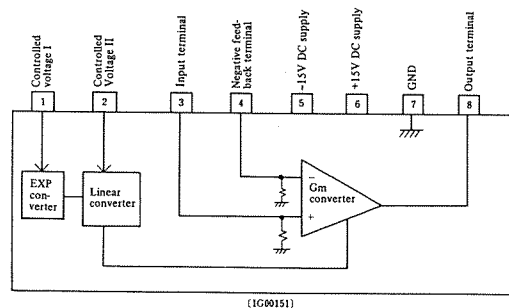 Controlled
voltage I
Controlled
Voltage II
Input terminal
Negative feed-
back terminal
-15V DC supply
+15V DC supply
GND
Output terminal
1
2
3
4
5
6
7
8
EXP
con-
verter
Linear
converter
-
Gm
converter
+
[IG00151]